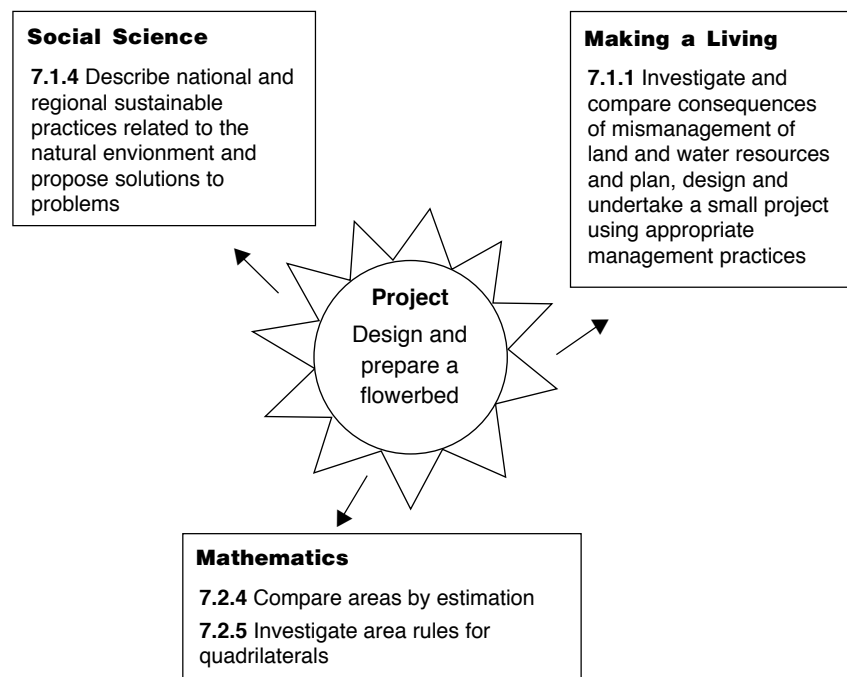 Social Science
7.1.4 Describe national and
regional sustainable
practices related to the
natural envionment and
propose solutions to
problems
Making a Living
7.1.1 Investigate and
compare consequences
of mismanagement of
land and water resources
and plan, design and
undertake a small project
using appropriate
management practices
Project
Design and
prepare a
flowerbed
Mathematics
7.2.4 Compare areas by estimation
7.2.5 Investigate area rules for
quadrilaterals